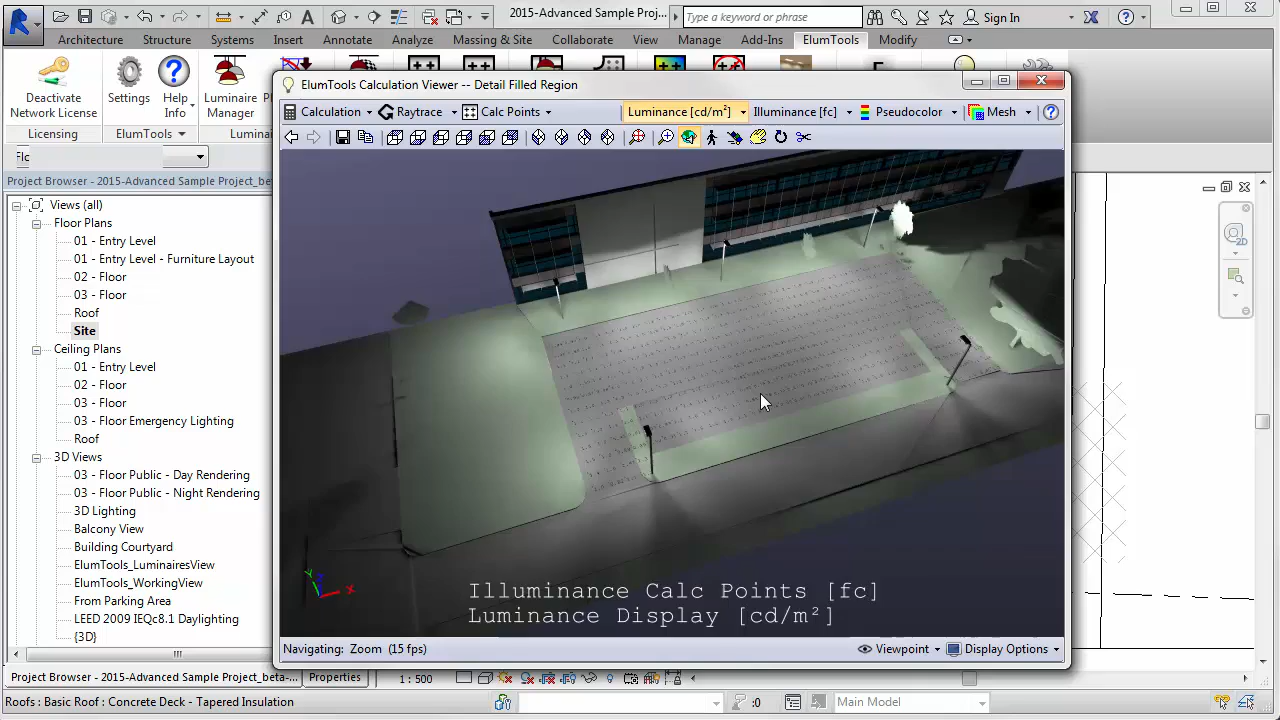 2015-Advanced Sample Proj...
Type a keyword or phrase
Sign In
Architecture Structure Systems Insert Annotate Analyze Massing & Site Collaborate View Manage Add-Ins ElumTools Modify
Deactivate
Network License
Settings
Help
Info
Luminaire
Manager
Licensing
ElumTools
ElumTools Calculation Viewer -- Detail Filled Region
Calculation Raytrace Calc Points Luminance [cd/m²] Illuminance [fc] Pseudocolor Mesh
Project Browser - 2015-Advanced Sample Project_be
Views (all)
Floor Plans
01 - Entry Level
01 - Entry Level - Furniture Layout
02 - Floor
03 - Floor
Roof
Site
Ceiling Plans
01 - Entry Level
02 - Floor
03 - Floor
03 - Floor Emergency Lighting
Roof
3D Views
03 - Floor Public - Day Rendering
03 - Floor Public - Night Rendering
3D Lighting
Balcony View
Building Courtyard
ElumTools_LuminairesView
ElumTools_WorkingView
From Parking Area
LEED 2009 IEQc8.1 Daylighting
{3D}
2D
Y
X
Illuminance Calc Points [fc]
Luminance Display [cd/m²]
Navigating: Zoom (15 fps)
Viewpoint
Display Options
Project Browser - 2015-Advanced Sample Project_beta-...
Properties
1 : 500
Roofs : Basic Roof : Concrete Deck - Tapered Insulation
:0
Main Model